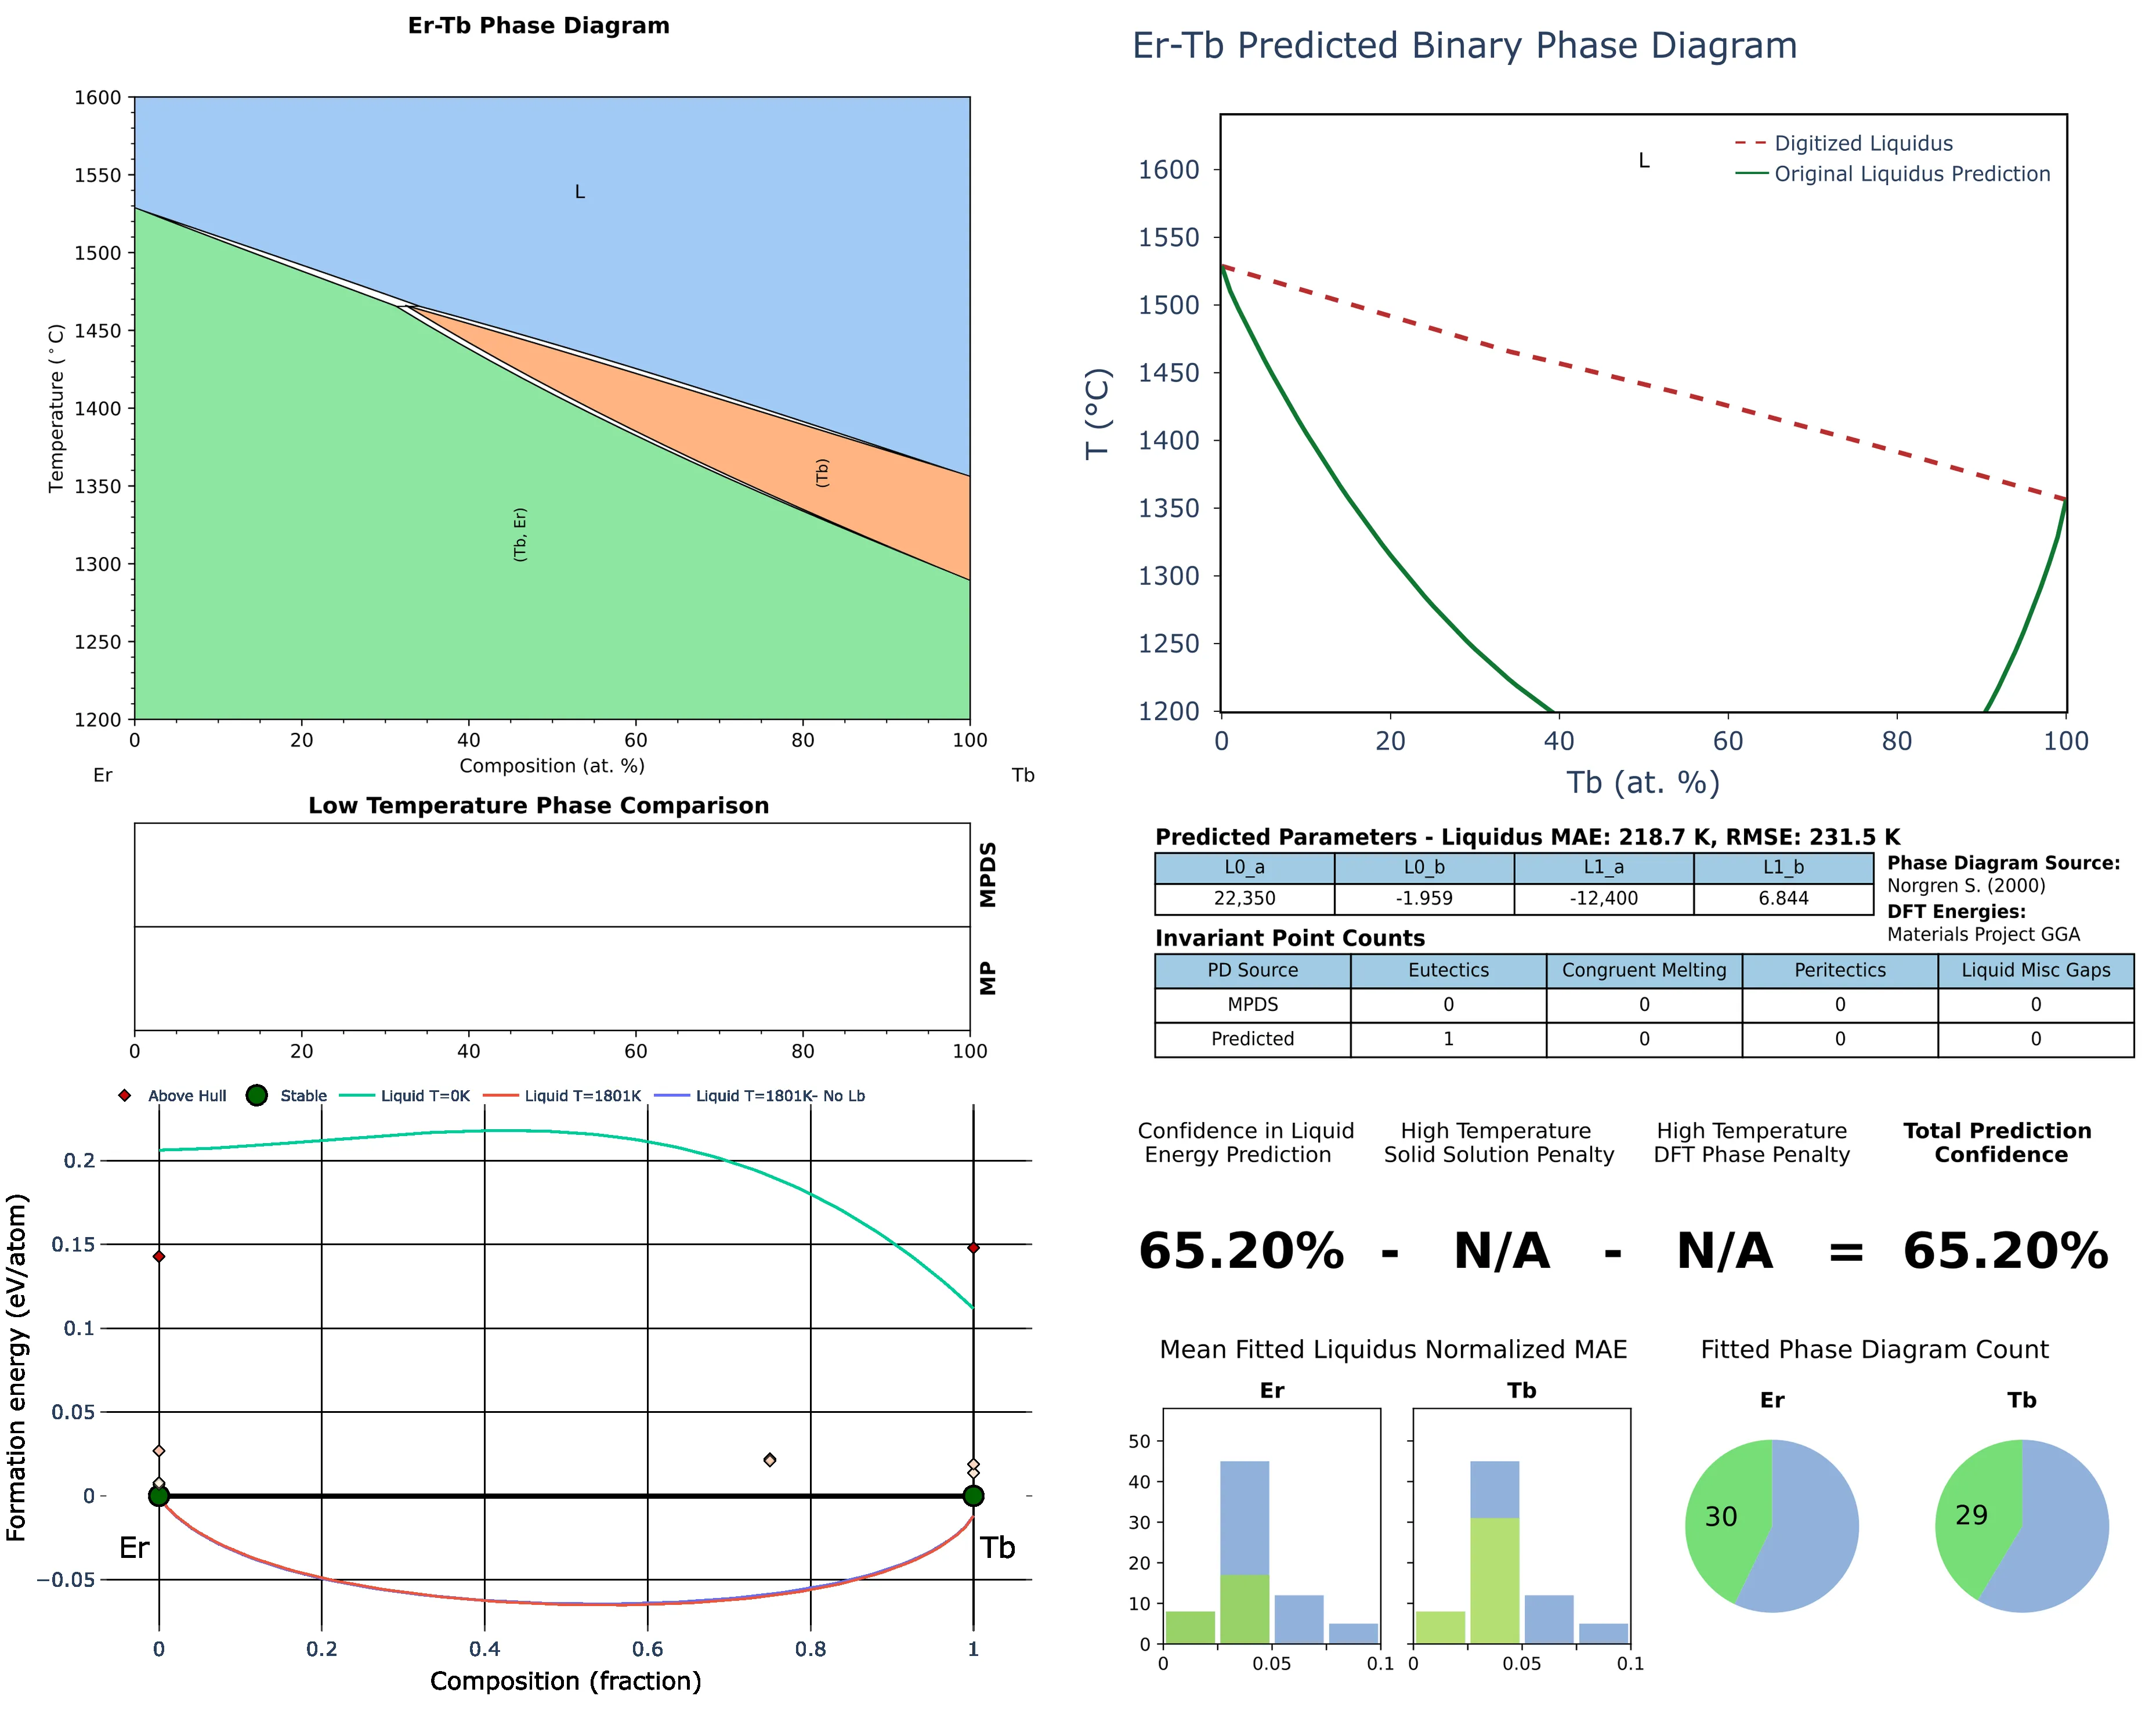 Er-Tb Phase Diagram
1600
1550
1500
1450
1400
1350
1300
1250
1200
Temperature (°C)
L
(Tb)
(Tb, Er)
0 20 40 60 80 100
Composition (at. %)
Er Tb
Low Temperature Phase Comparison
MPDS
MP
0 20 40 60 80 100
Above Hull Stable Liquid T=0K Liquid T=1801K Liquid T=1801K- No Lb
0.2
0.15
0.1
0.05
0
−0.05
Formation energy (eV/atom)
Er Tb
0 0.2 0.4 0.6 0.8 1
Composition (fraction)
Er-Tb Predicted Binary Phase Diagram
L
Digitized Liquidus
Original Liquidus Prediction
1600
1550
1500
1450
1400
1350
1300
1250
1200
T (°C)
0 20 40 60 80 100
Tb (at. %)
Predicted Parameters - Liquidus MAE: 218.7 K, RMSE: 231.5 K
L0_a L0_b L1_a L1_b
22,350 -1.959 -12,400 6.844
Phase Diagram Source:
Norgren S. (2000)
DFT Energies:
Materials Project GGA
Invariant Point Counts
PD Source Eutectics Congruent Melting Peritectics Liquid Misc Gaps
MPDS 0 0 0 0
Predicted 1 0 0 0
Confidence in Liquid High Temperature High Temperature Total Prediction
Energy Prediction Solid Solution Penalty DFT Phase Penalty Confidence
65.20% - N/A - N/A = 65.20%
Mean Fitted Liquidus Normalized MAE Fitted Phase Diagram Count
Er Tb Er Tb
50
40
30
20
10
0
30 29
0 0.05 0.1 0 0.05 0.1